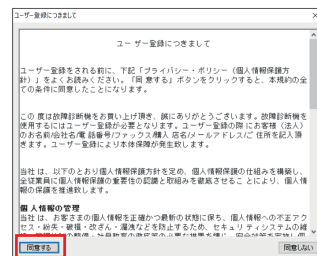 ユーザー登録につきまして
ユー ザー登録につきまして
ユーザー登録をされる前に、下記「プライバシー・ポリシー（個人情報保護方
針）」をよくお読みください。「同 意する」ボタンをクリックすると、本規約の全
ての条件に同意したことになります。
この 度は故障診断機をお買い上げ頂き、誠にありがとうございます。故障診断機を
使用するにはユーザー登録が必要となります。ユーザー登録の際 にお客様（法人）
のお名前/会社名/電 話番号/ファックス/購入 店名/メールアドレス/ご 住所を記入頂
きます。ユーザー登録により本体保障が発生致します。
当社 は、以下のとおり個人情報保護方針を定め、個人情報保護の仕組みを構築し、
全従業員に個人情報保護の重要性の認識と取組みを徹底させるこ とにより、個人情
報の保護を推進致します。
個 人情報の管理
当社 は、お客さまの個人情報を正確かつ最新の状態に保ち、個人情報への不正アク
セス・紛失・破損・改ざん・漏洩などを防止するため、セキュ リティシステムの維
同意する
同意しない